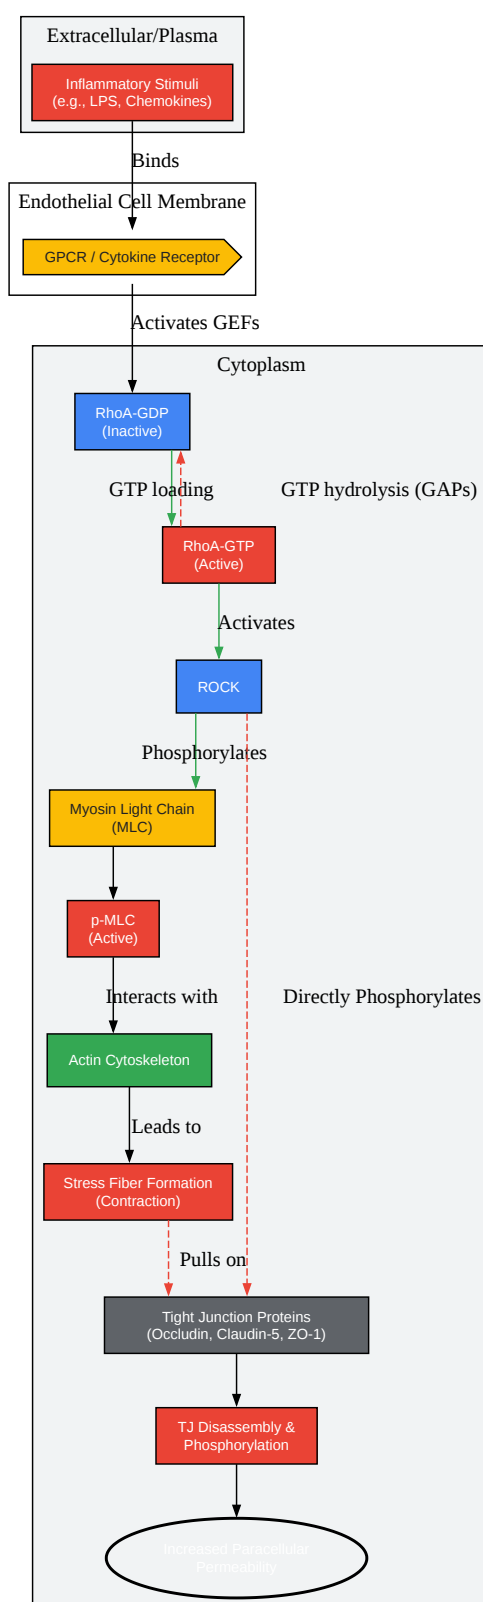 Extracellular/Plasma
Inflammatory Stimuli
(e.g., LPS, Chemokines)
Binds
Endothelial Cell Membrane
GPCR / Cytokine Receptor
Activates GEFs
Cytoplasm
RhoA-GDP
(Inactive)
GTP loading
GTP hydrolysis (GAPs)
RhoA-GTP
(Active)
Activates
ROCK
Phosphorylates
Myosin Light Chain
(MLC)
p-MLC
(Active)
Interacts with
Directly Phosphorylates
Actin Cytoskeleton
Leads to
Stress Fiber Formation
(Contraction)
Pulls on
Tight Junction Proteins
(Occludin, Claudin-5, ZO-1)
TJ Disassembly &
Phosphorylation
Increased Paracellular
Permeability